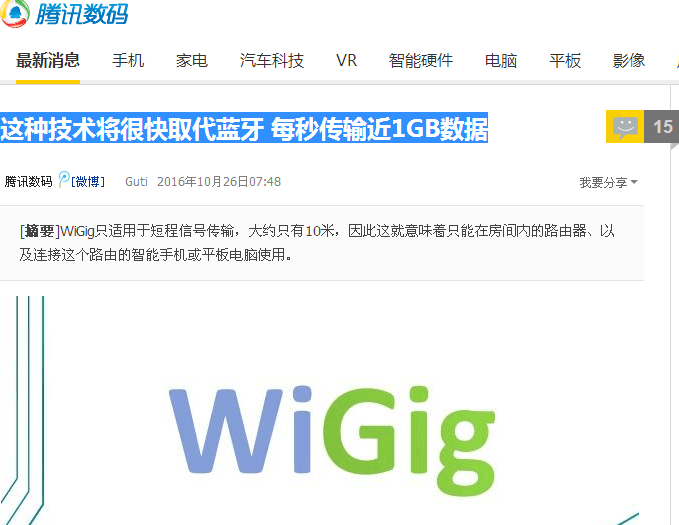 腾讯数码
最新消息 手机 家电 汽车科技 VR 智能硬件 电脑 平板 影像
这种技术将很快取代蓝牙 每秒传输近1GB数据
15
腾讯数码 [微博] Guti 2016年10月26日07:48 我要分享
[摘要]WiGig只适用于短程信号传输，大约只有10米，因此这就意味着只能在房间内的路由器、以
及连接这个路由的智能手机或平板电脑使用。
WiGig